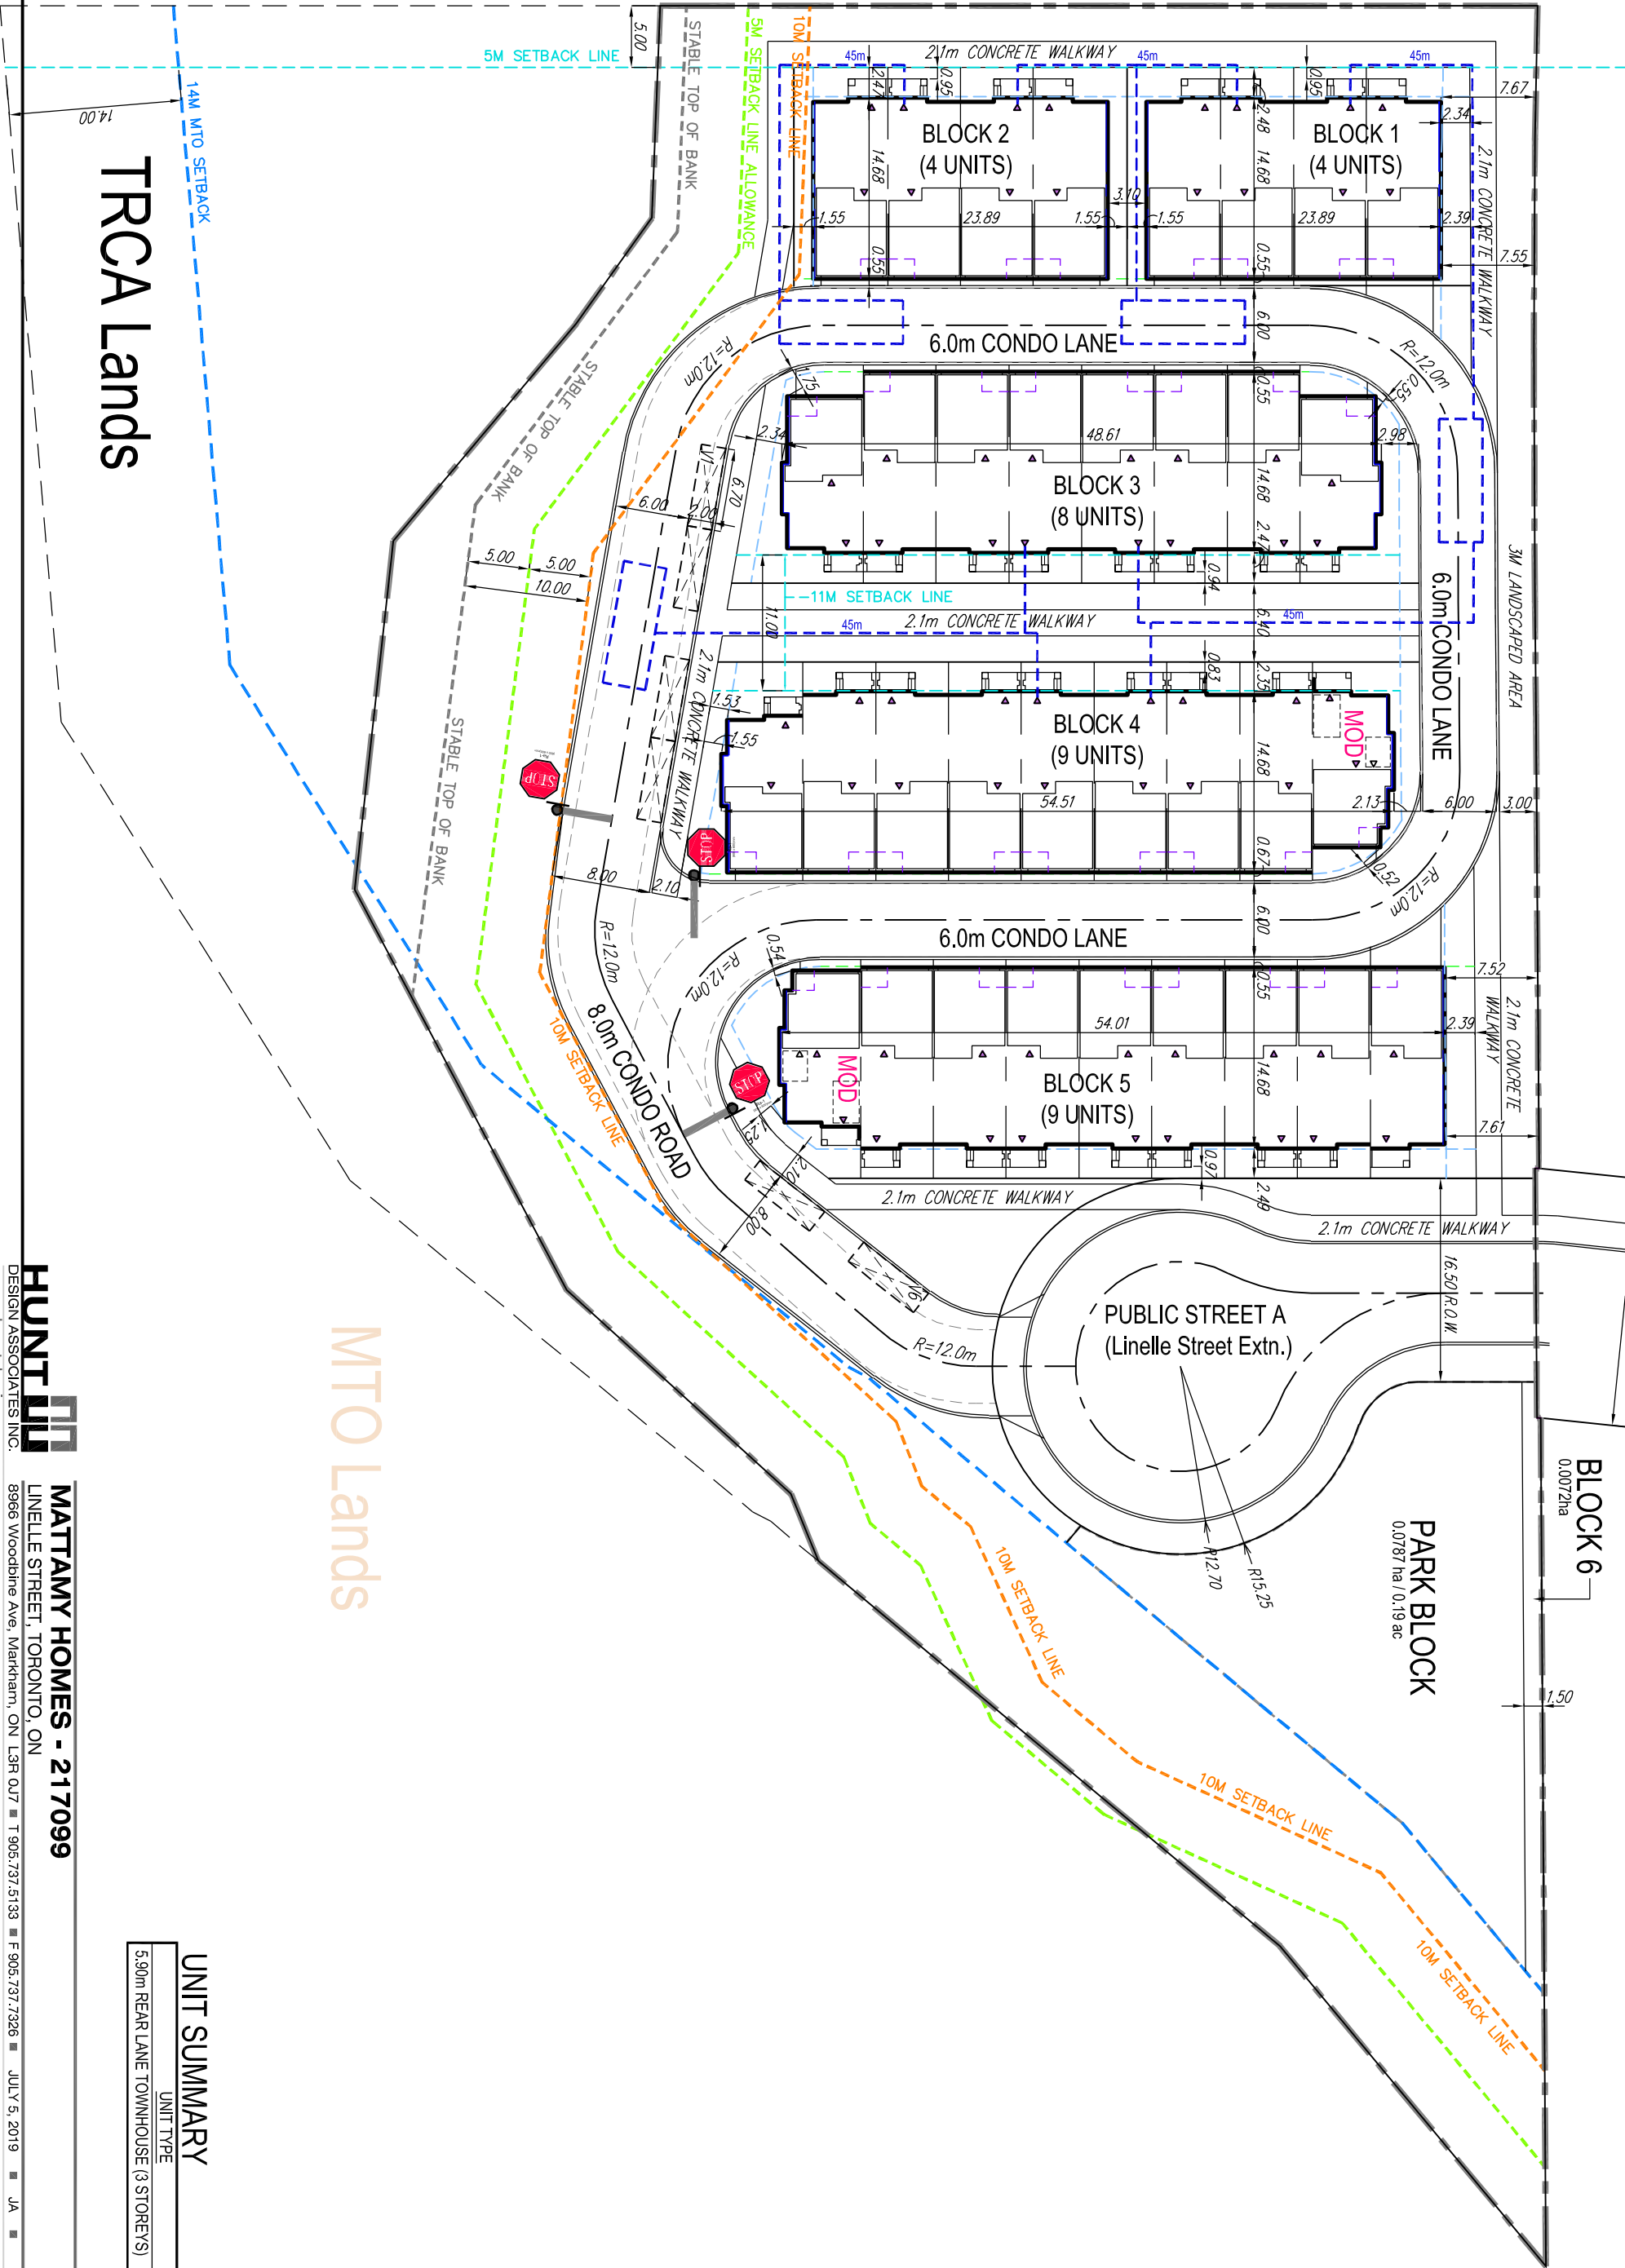 5.00
5M SETBACK LINE
14.00
14M MTO SETBACK
TRCA Lands
STABLE TOP OF BANK
5M SETBACK LINE ALLOWANCE
10M SETBACK LINE
2.1m CONCRETE WALKWAY
45m
45m
45m
2.47
0.95
2.48
0.95
7.67
2.34
BLOCK 2
(4 UNITS)
BLOCK 1
(4 UNITS)
14.68
14.68
3.10
1.55
23.89
1.55
1.55
23.89
2.39
0.55
0.55
7.55
2.1m CONCRETE WALKWAY
6.00
6.0m CONDO LANE
R=12.0m
R=12.0m
0.55
0.55
.75
STABLE TOP OF BANK
2.34
48.61
2.98
BLOCK 3
(8 UNITS)
14.68
2.47
V1
6.70
6.00
2.00
5.00
5.00
10.00
11.00
11M SETBACK LINE
0.94
6.40
2.1m CONCRETE WALKWAY
45m
45m
6.0m CONDO LANE
3M LANDSCAPED AREA
0.83
2.35
2.1m CONCRETE WALKWAY
1.53
1.55
BLOCK 4
(9 UNITS)
MOD
14.68
54.51
2.13
6.00
3.00
0.67
0.52
R=12.0m
STABLE TOP OF BANK
STOP
STOP
8.00
2.10
6.00
6.0m CONDO LANE
R=12.0m
R=12.0m
0.54
0.55
7.52
2.1m CONCRETE
WALKWAY
54.01
2.39
8.0m CONDO ROAD
10M SETBACK LINE
MOD
BLOCK 5
(9 UNITS)
14.68
7.61
STOP
1.25
2.10
8.00
0.97
2.49
2.1m CONCRETE WALKWAY
2.1m CONCRETE WALKWAY
16.50 R.O.W.
V6
R=12.0m
PUBLIC STREET A
(Linelle Street Extn.)
R12.70
R15.25
BLOCK 6
0.0072ha
PARK BLOCK
0.0787 ha / 0.19 ac
1.50
10M SETBACK LINE
10M SETBACK LINE
10M SETBACK LINE
MTO Lands
HUNT
DESIGN ASSOCIATES INC.
MATTAMY HOMES - 217099
LINELLE STREET, TORONTO, ON
8966 Woodbine Ave, Markham, ON L3R 0J7 ■ T 905.737.5133 ■ F 905.737.7326 ■ JULY 5, 2019 ■ JA ■
UNIT SUMMARY
UNIT TYPE
5.90m REAR LANE TOWNHOUSE (3 STOREYS)